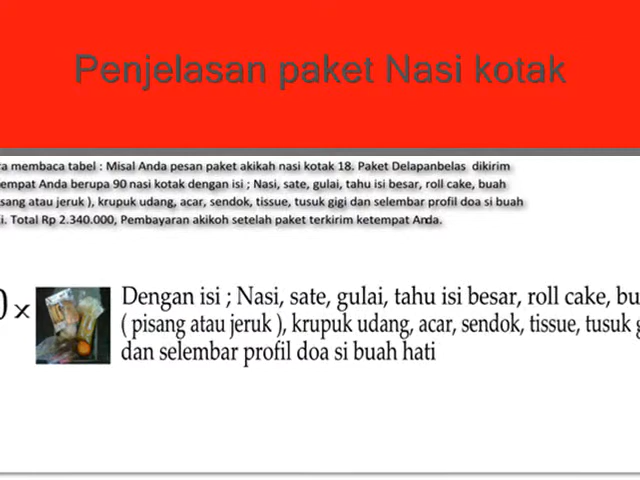 Penjelasan paket Nasi kotak
membaca tabel : Misal Anda pesan paket akikah nasi kotak 18. Paket Delapanbelas dikirim
Anda berupa 90 nasi kotak dengan isi ; Nasi, sate, gulai, tahu isi besar, roll cake, buah
atau jeruk ), krupuk udang, acar, sendok, tissue, tusuk gigi dan selembar profil doa si buah
Total Rp 2.340.000, Pembayaran akikoh setelah paket terkirim ketempat Anda.
0 × Dengan isi ; Nasi, sate, gulai, tahu isi besar, roll cake,
( pisang atau jeruk ), krupuk udang, acar, sendok, tissue, tusuk
dan selembar profil doa si buah hati